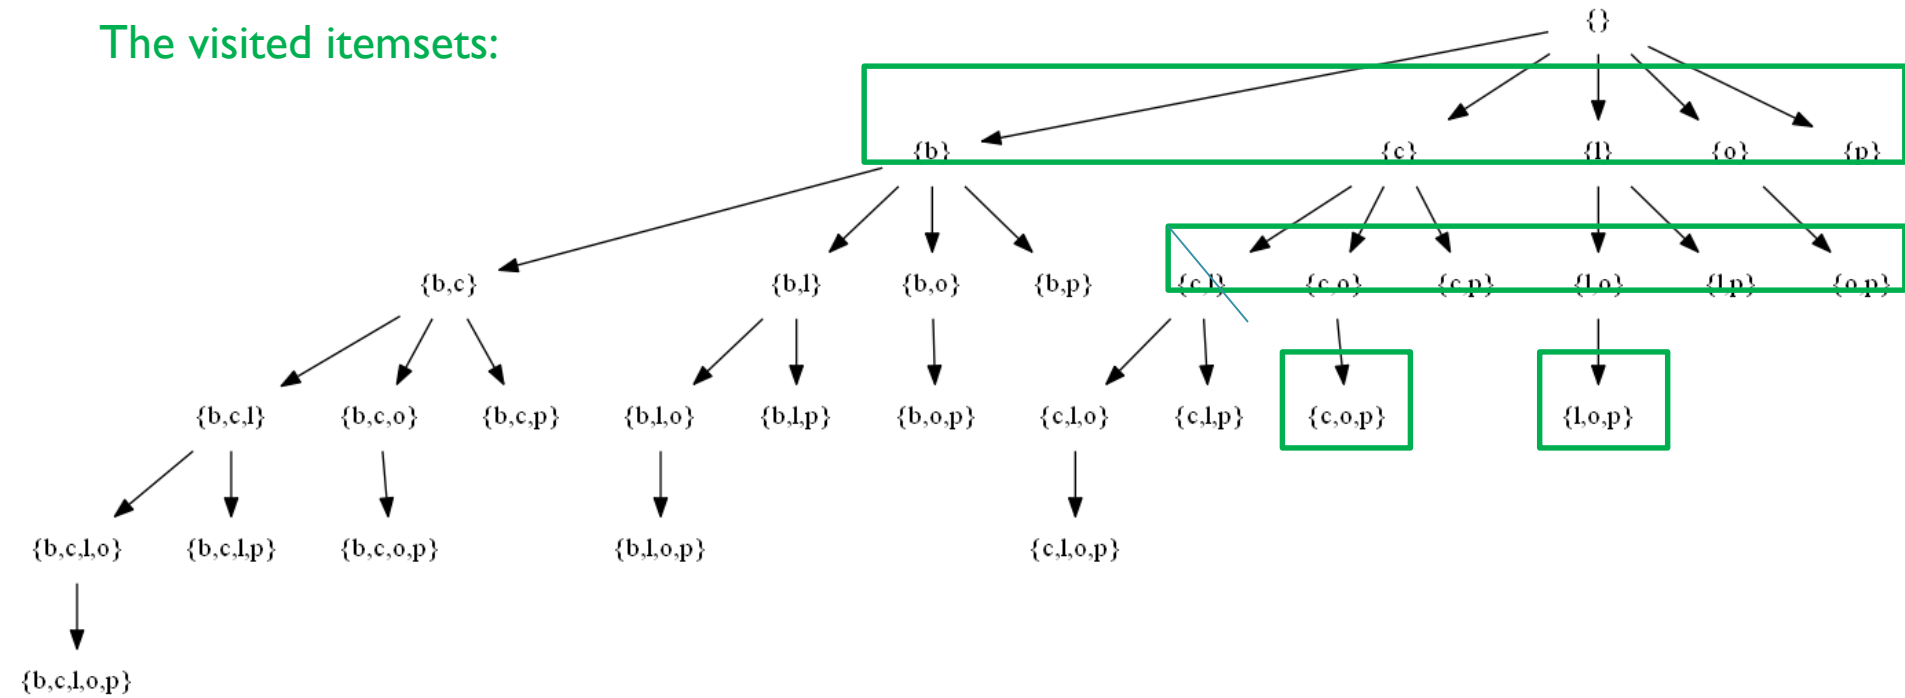 The visited itemsets:
{}
{b} {c} {l} {o} {p}
{b,c} {b,l} {b,o} {b,p} {c,l} {c,o} {c,p} {l,o} {l,p} {o,p}
{b,c,l} {b,c,o} {b,c,p} {b,l,o} {b,l,p} {b,o,p} {c,l,o} {c,l,p} {c,o,p} {l,o,p}
{b,c,l,o} {b,c,l,p} {b,c,o,p} {b,l,o,p} {c,l,o,p}
{b,c,l,o,p}